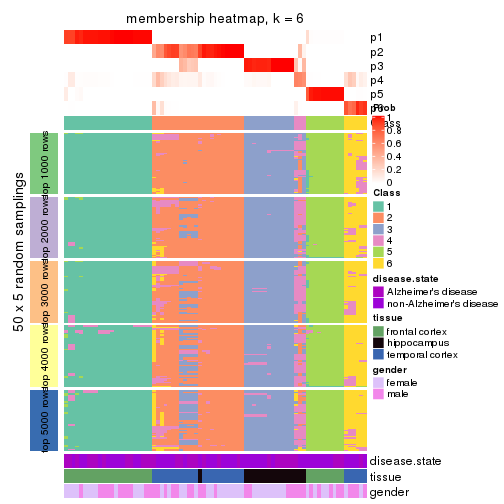 membership heatmap, k = 6
p1
p2
p3
p4
p5
Prob
1
0.8
0.6
0.4
0.2
0
Class
1
2
3
4
5
6
disease.state
Alzheimer's disease
non-Alzheimer's disease
tissue
frontal cortex
hippocampus
temporal cortex
gender
female
male
50 x 5 random samplings
top 1000 rows
top 2000 rows
top 3000 rows
top 4000 rows
top 5000 rows
disease.state
tissue
gender